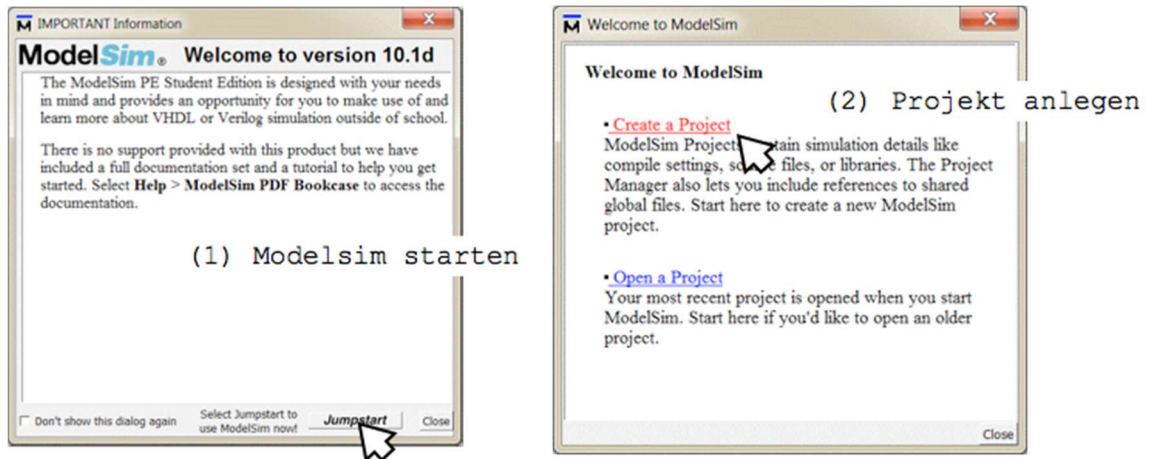 IMPORTANT Information
ModelSim® Welcome to version 10.1d
The ModelSim PE Student Edition is designed with your needs
in mind and provides an opportunity for you to make use of and
learn more about VHDL or Verilog simulation outside of school.
There is no support provided with this product but we have
included a full documentation set and a tutorial to help you get
started. Select Help > ModelSim PDF Bookcase to access the
documentation.
(1) Modelsim starten
Don't show this dialog again
Select Jumpstart to
use ModelSim now!
Jumpstart
Close
Welcome to ModelSim
Welcome to ModelSim
(2) Projekt anlegen
▪ Create a Project
ModelSim Projects tain simulation details like
compile settings, so e files, or libraries. The Project
Manager also lets you include references to shared
global files. Start here to create a new ModelSim
project.
▪ Open a Project
Your most recent project is opened when you start
ModelSim. Start here if you'd like to open an older
project.
Close